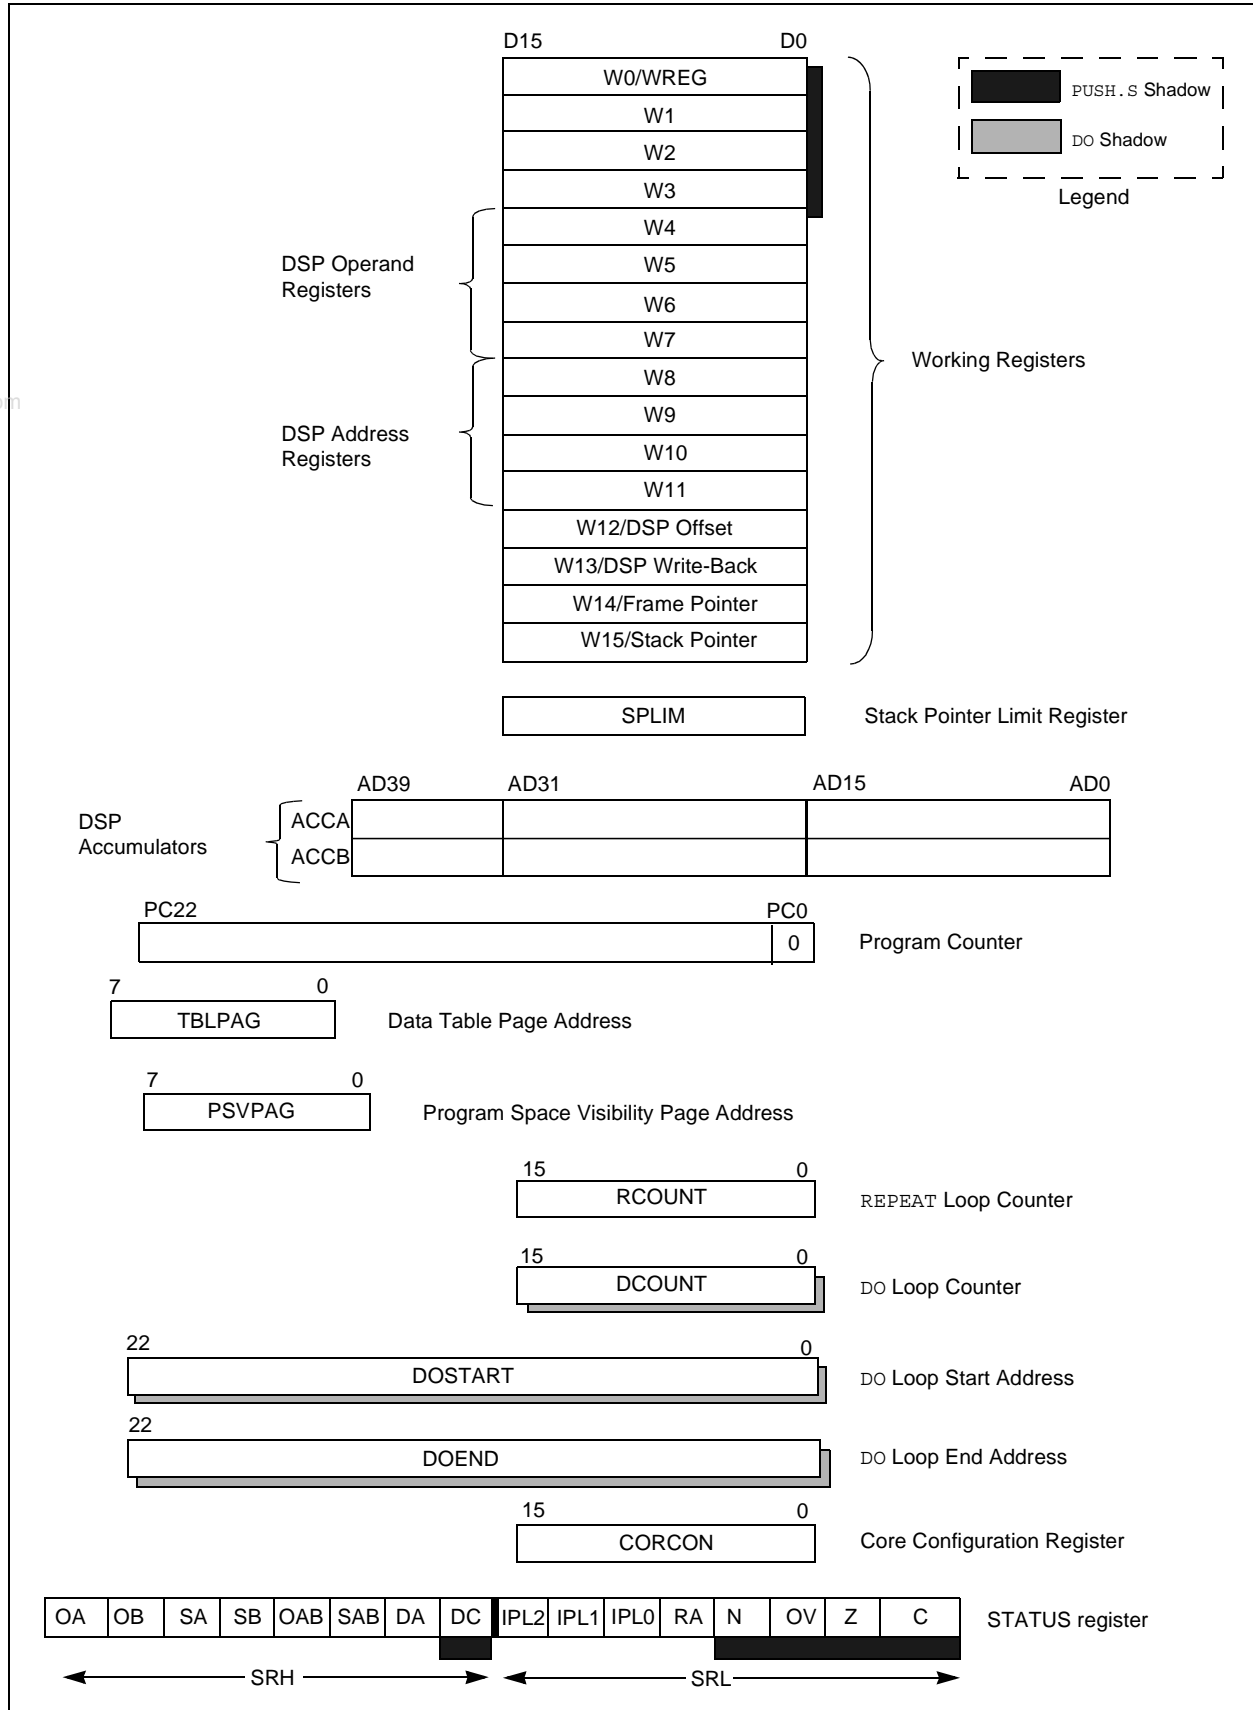 D15 D0
W0/WREG
W1
W2
W3
W4
W5
W6
W7
W8
W9
W10
W11
W12/DSP Offset
W13/DSP Write-Back
W14/Frame Pointer
W15/Stack Pointer
PUSH.S Shadow
DO Shadow
Legend
DSP Operand
Registers
DSP Address
Registers
Working Registers
om
SPLIM Stack Pointer Limit Register
AD39 AD31 AD15 AD0
DSP
Accumulators
ACCA
ACCB
PC22 PC0
0 Program Counter
7 0
TBLPAG Data Table Page Address
7 0
PSVPAG Program Space Visibility Page Address
15 0
RCOUNT REPEAT Loop Counter
15 0
DCOUNT DO Loop Counter
22 0
DOSTART DO Loop Start Address
22
DOEND DO Loop End Address
15 0
CORCON Core Configuration Register
OA OB SA SB OAB SAB DA DC IPL2 IPL1 IPL0 RA N OV Z C STATUS register
SRH SRL